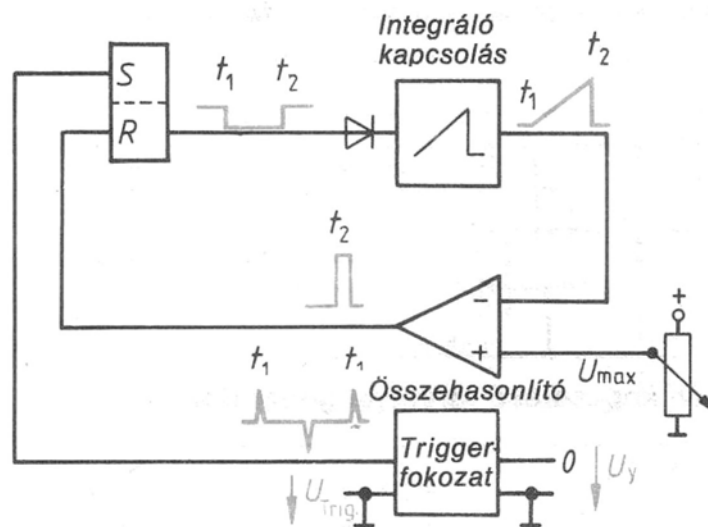 Integráló
kapcsolás
S
R
t1
t2
t1
t2
t2
-
+
+
Umax
Összehasonlító
t1
t1
Trigger-
fokozat
0
Uy
UTrig.